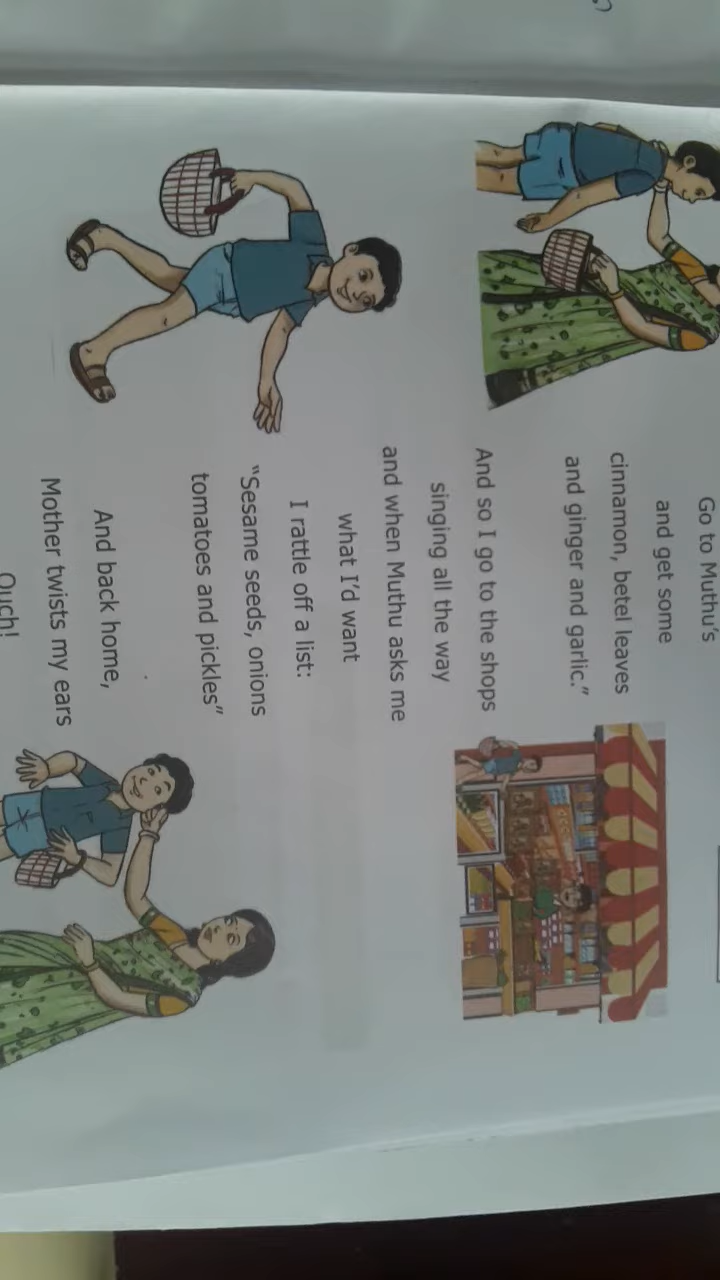 Go to Muthu's
and get some
cinnamon, betel leaves
and ginger and garlic."
And so I go to the shops
singing all the way
and when Muthu asks me
what I'd want
I rattle off a list:
"Sesame seeds, onions
tomatoes and pickles"
And back home,
Mother twists my ears
Ouch!